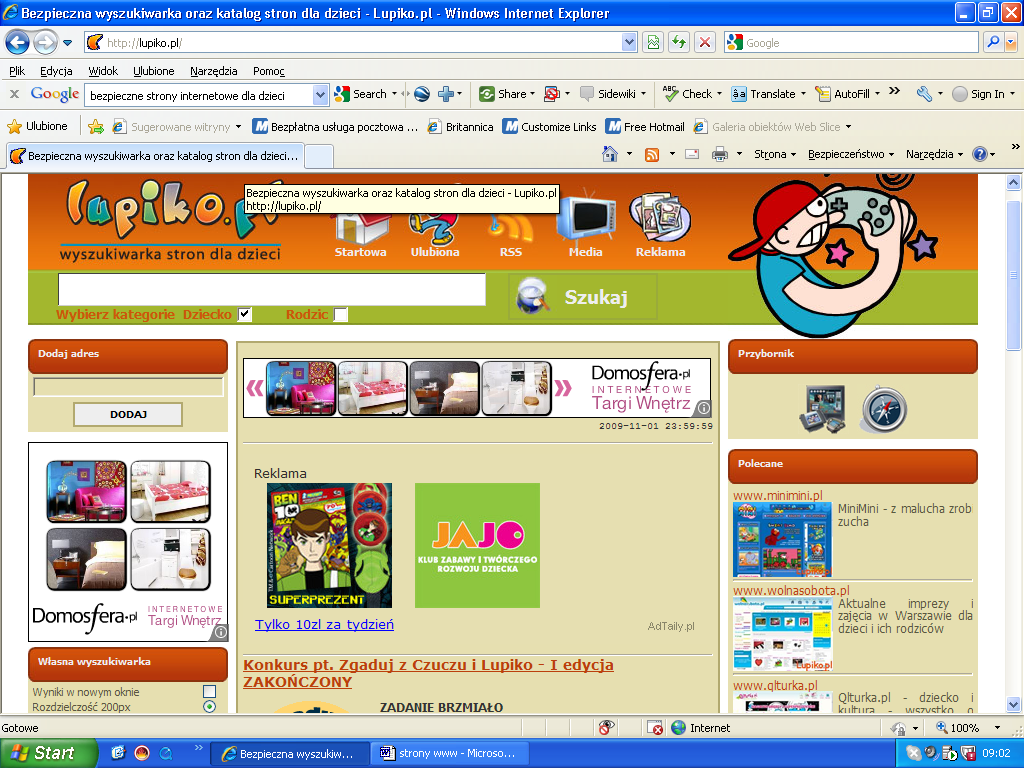 Bezpieczna wyszukiwarka oraz katalog stron dla dzieci - Lupiko.pl - Windows Internet Explorer
http://lupiko.pl/
Google
Plik Edycja Widok Ulubione Narzędzia Pomoc
Google bezpieczne strony internetowe dla dzieci Search Share Sidewiki Check Translate AutoFill Sign In
Ulubione Sugerowane witryny Bezpłatna usługa pocztowa ... Britannica Customize Links Free Hotmail Galeria obiektów Web Slice
Bezpieczna wyszukiwarka oraz katalog stron dla dzieci...
Strona Bezpieczeństwo Narzędzia
Bezpieczna wyszukiwarka oraz katalog stron dla dzieci - Lupiko.pl
http://lupiko.pl/
lupiko.pl
wyszukiwarka stron dla dzieci
Startowa Ulubiona RSS Media Reklama
Szukaj
Wybierz kategorie Dziecko Rodzic
Dodaj adres
DODAJ
Domosfera.pl INTERNETOWE Targi Wnętrz
Własna wyszukiwarka
Wyniki w nowym oknie
Rozdzielczość 200px
Domosfera.pl
INTERNETOWE
Targi Wnętrz
2009-11-01 23:59:59
Reklama
BEN 10
SUPERPREZENT
JAJO
KLUB ZABAWY I TWÓRCZEGO
ROZWOJU DZIECKA
Tylko 10zl za tydzień
AdTaily.pl
Konkurs pt. Zgaduj z Czuczu i Lupiko - I edycja
ZAKOŃCZONY
ZADANIE BRZMIAŁO
Przybornik
Polecane
www.minimini.pl
MiniMini - z malucha zrob
zucha
Lupiko.pl
www.wolnasobota.pl
Aktualne imprezy i
zajęcia w Warszawie dla
dzieci i ich rodziców
Lupiko.pl
www.qlturka.pl
Qlturka.pl - dziecko i
kultura - wszystko o
Gotowe
Internet
100%
Start
Bezpieczna wyszukiw...
strony www - Microso...
09:02